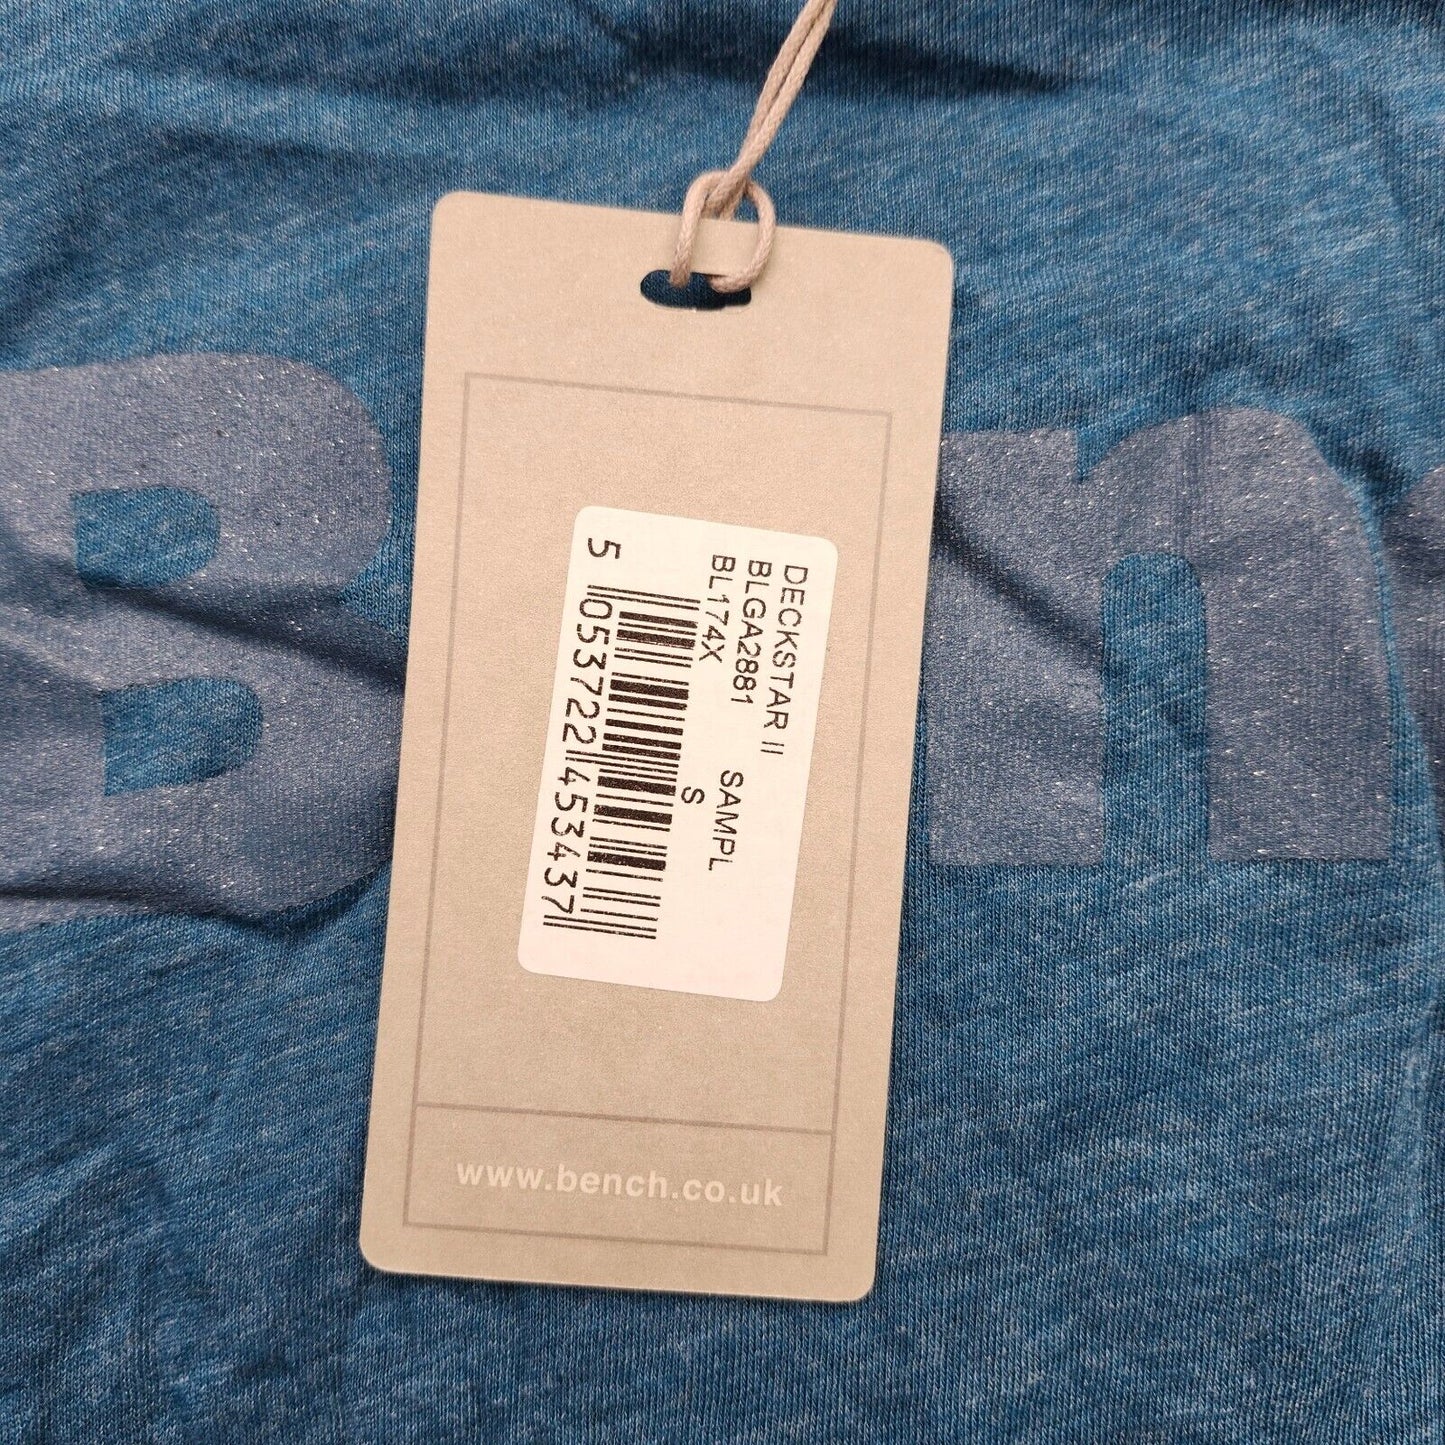 DECKSTAR II
BLGA2881
BL174X SAMPL
S
5 053722 453437
www.bench.co.uk
B
n